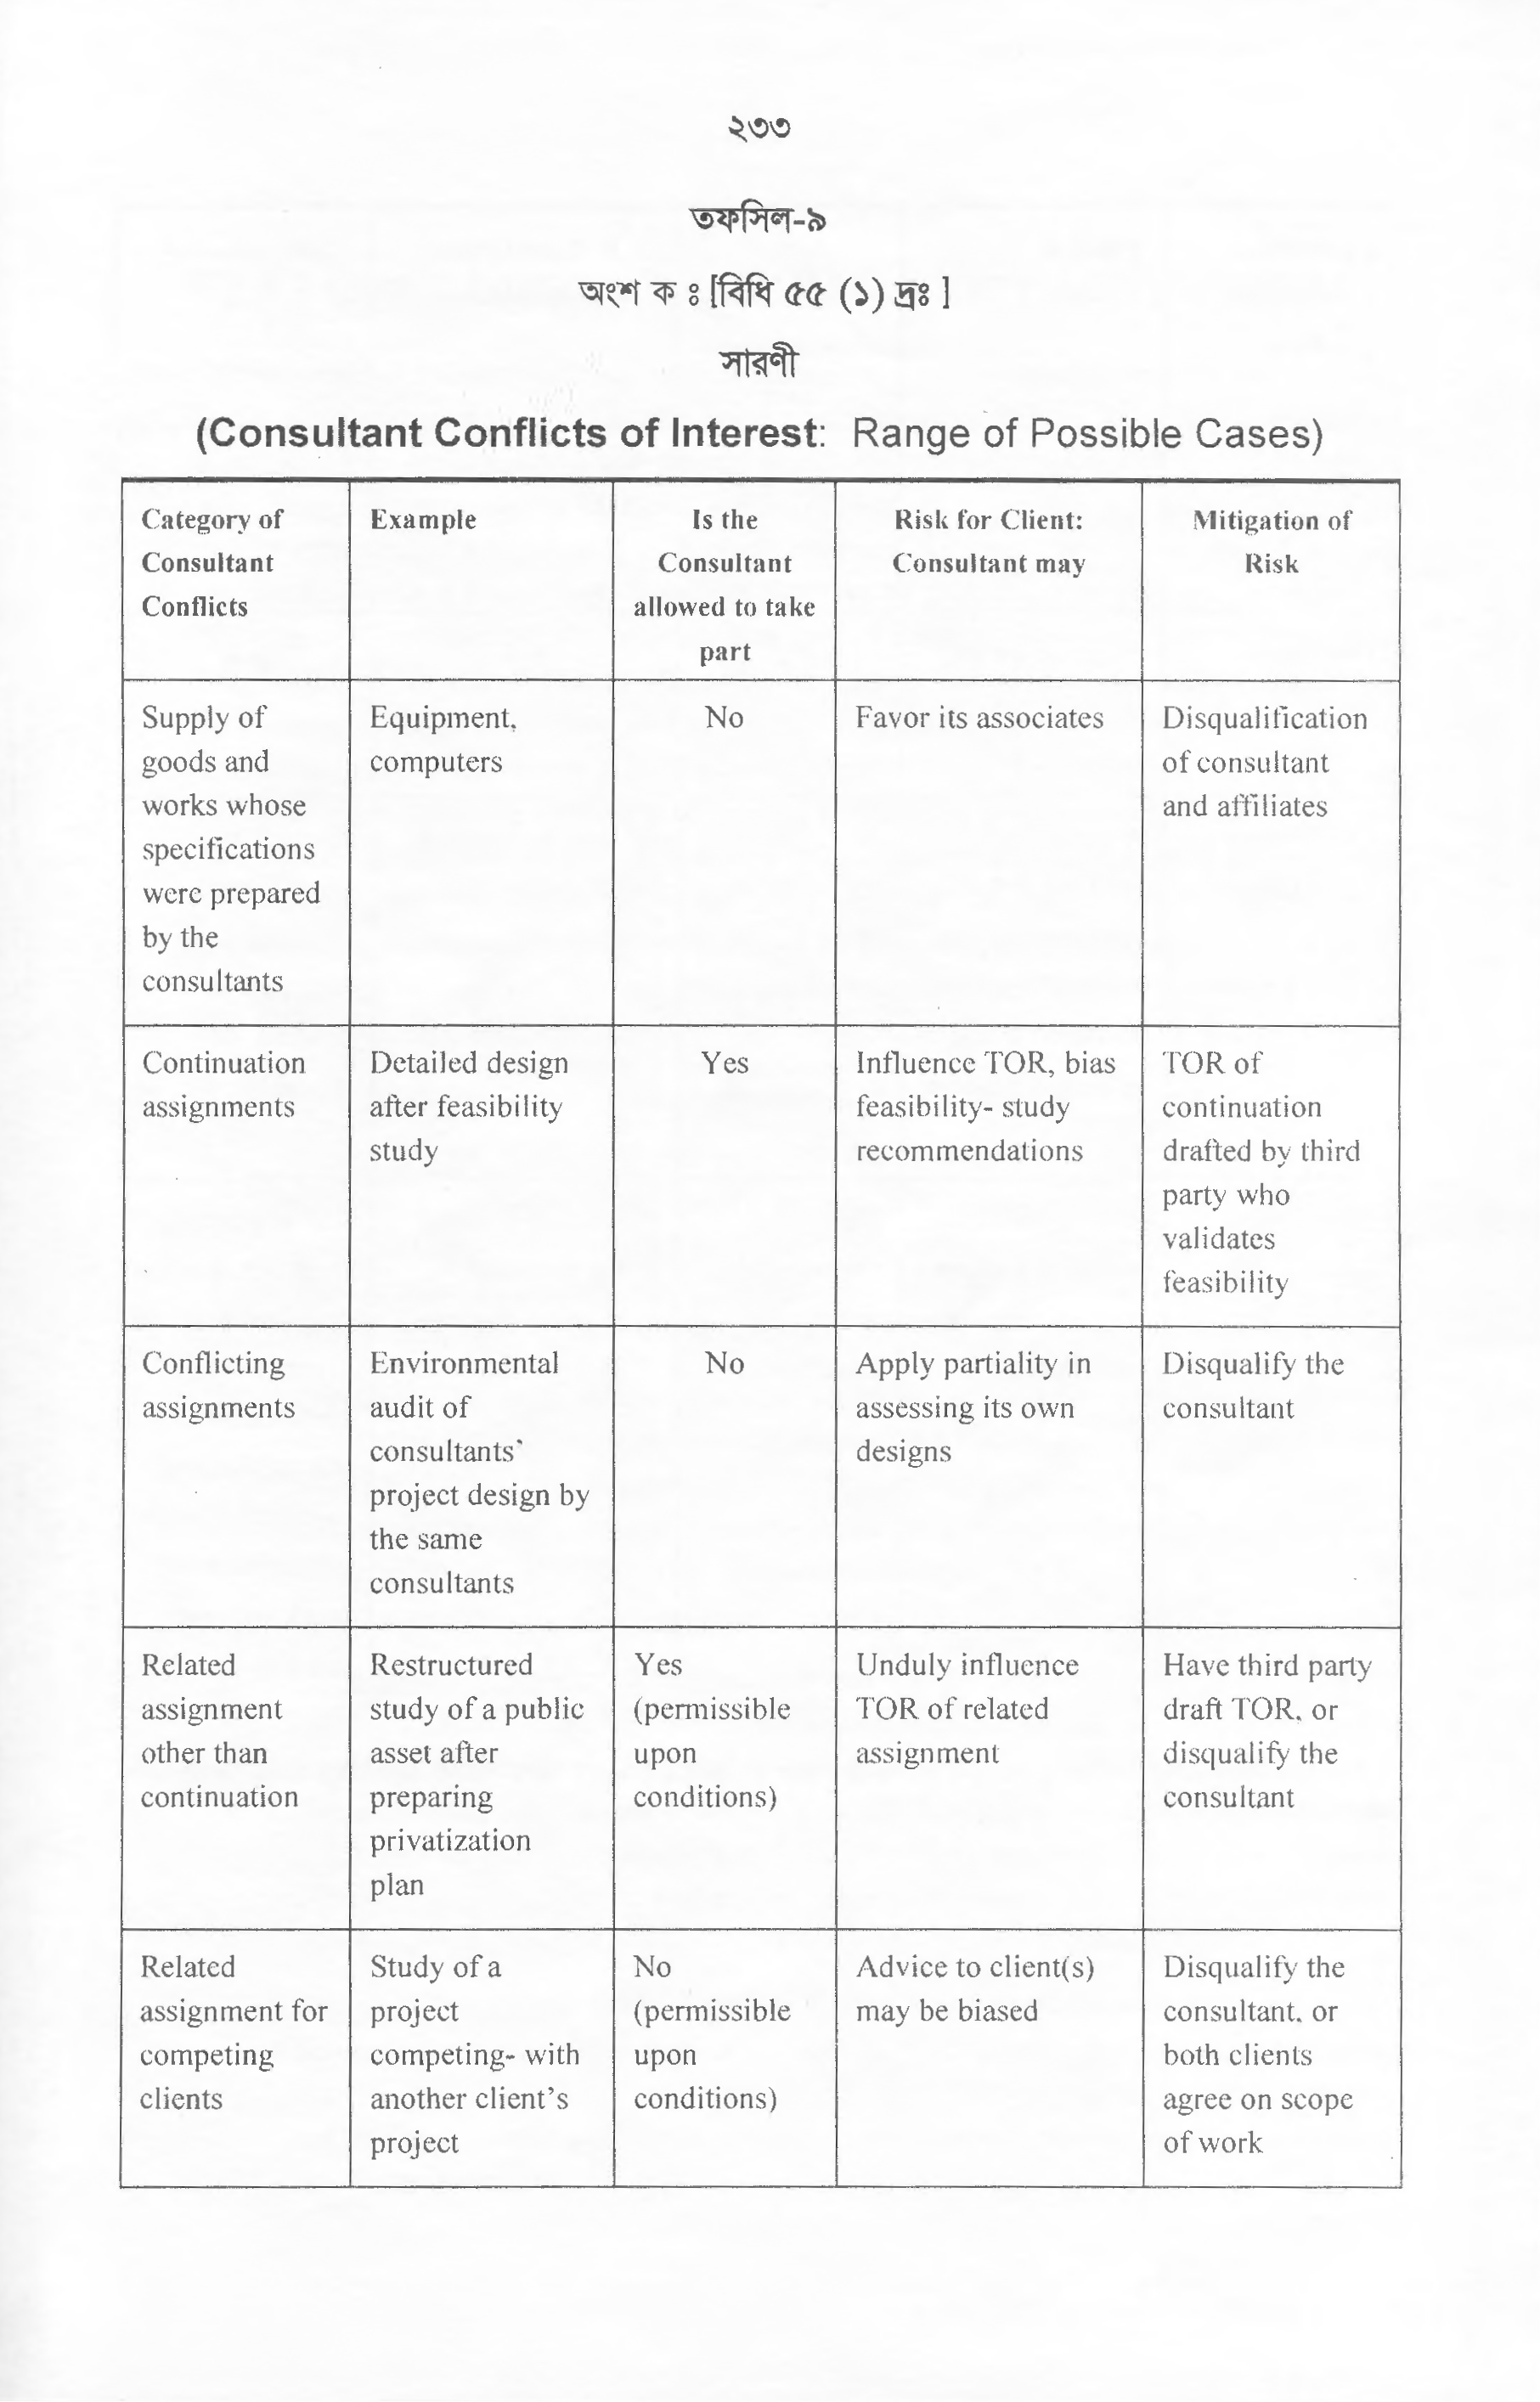 ২৩৩
তফসিল-৯
অংশ ক ঃ [বিধি ৫৫ (১) দ্রঃ ]
সারণী
(Consultant Conflicts of Interest: Range of Possible Cases)
Category of
Consultant
Conflicts
Example
Is the
Consultant
allowed to take
part
Risk for Client:
Consultant may
Mitigation of
Risk
Supply of
goods and
works whose
specifications
were prepared
by the
consultants
Equipment,
computers
No
Favor its associates
Disqualification
of consultant
and affiliates
Continuation
assignments
Detailed design
after feasibility
study
Yes
Influence TOR, bias
feasibility- study
recommendations
TOR of
continuation
drafted by third
party who
validates
feasibility
Conflicting
assignments
Environmental
audit of
consultants'
project design by
the same
consultants
No
Apply partiality in
assessing its own
designs
Disqualify the
consultant
Related
assignment
other than
continuation
Restructured
study of a public
asset after
preparing
privatization
plan
Yes
(permissible
upon
conditions)
Unduly influence
TOR of related
assignment
Have third party
draft TOR, or
disqualify the
consultant
Related
assignment for
competing
clients
Study of a
project
competing- with
another client's
project
No
(permissible
upon
conditions)
Advice to client(s)
may be biased
Disqualify the
consultant, or
both clients
agree on scope
of work